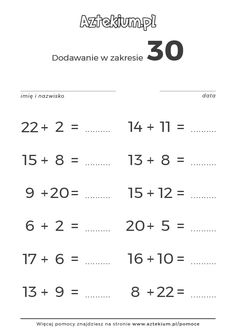 Aztekium.pl
Dodawanie w zakresie 30
imię i nazwisko
data
22 + 2 = ..........
14 + 11 = ..........
15 + 8 = ..........
13 + 8 = ..........
9 +20= ..........
15 + 12 = ..........
6 + 2 = ..........
20+ 5 = ..........
17 + 6 = ..........
16 +10 = ..........
13 + 9 = ..........
8 +22= ..........
Więcej pomocy znajdziesz na stronie www.aztekium.pl/pomoce